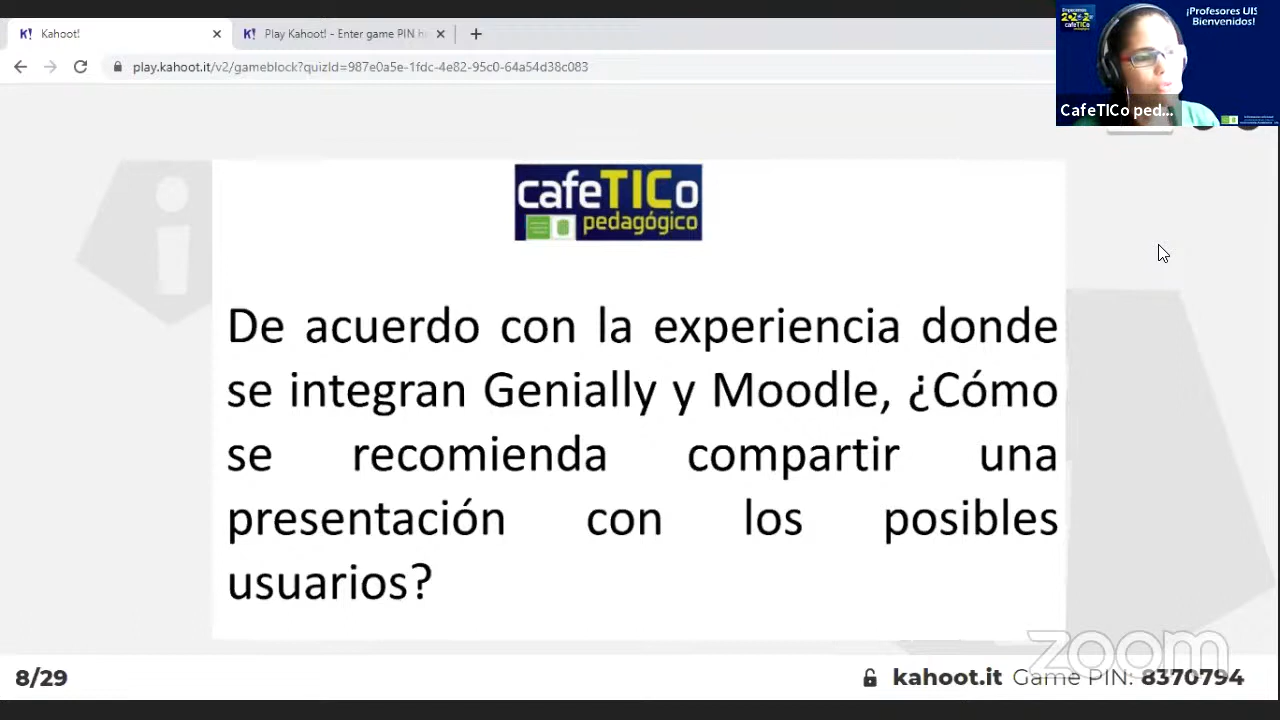 Kahoot!
Play Kahoot! - Enter game PIN h
play.kahoot.it/v2/gameblock?quizId=987e0a5e-1fdc-4e82-95c0-64a54d38c083
¡Profesores UIS
Bienvenidos!
cafeTICo
CafeTICo ped...
cafeTICo
pedagógico
De acuerdo con la experiencia donde
se integran Genially y Moodle, ¿Cómo
se recomienda compartir una
presentación con los posibles
usuarios?
zoom
8/29
kahoot.it Game PIN: 8370794